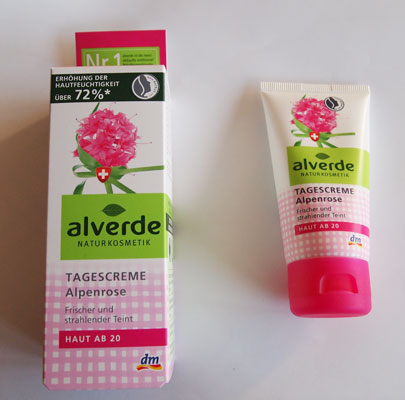 Nr.1
ERHÖHUNG DER
HAUTFEUCHTIGKEIT
ÜBER 72%*
alverde
NATURKOSMETIK
TAGESCREME
Alpenrose
Frischer und
strahlender Teint
HAUT AB 20
dm
alverde
NATURKOSMETIK
TAGESCREME
Alpenrose
Frischer und
strahlender Teint
HAUT AB 20
dm